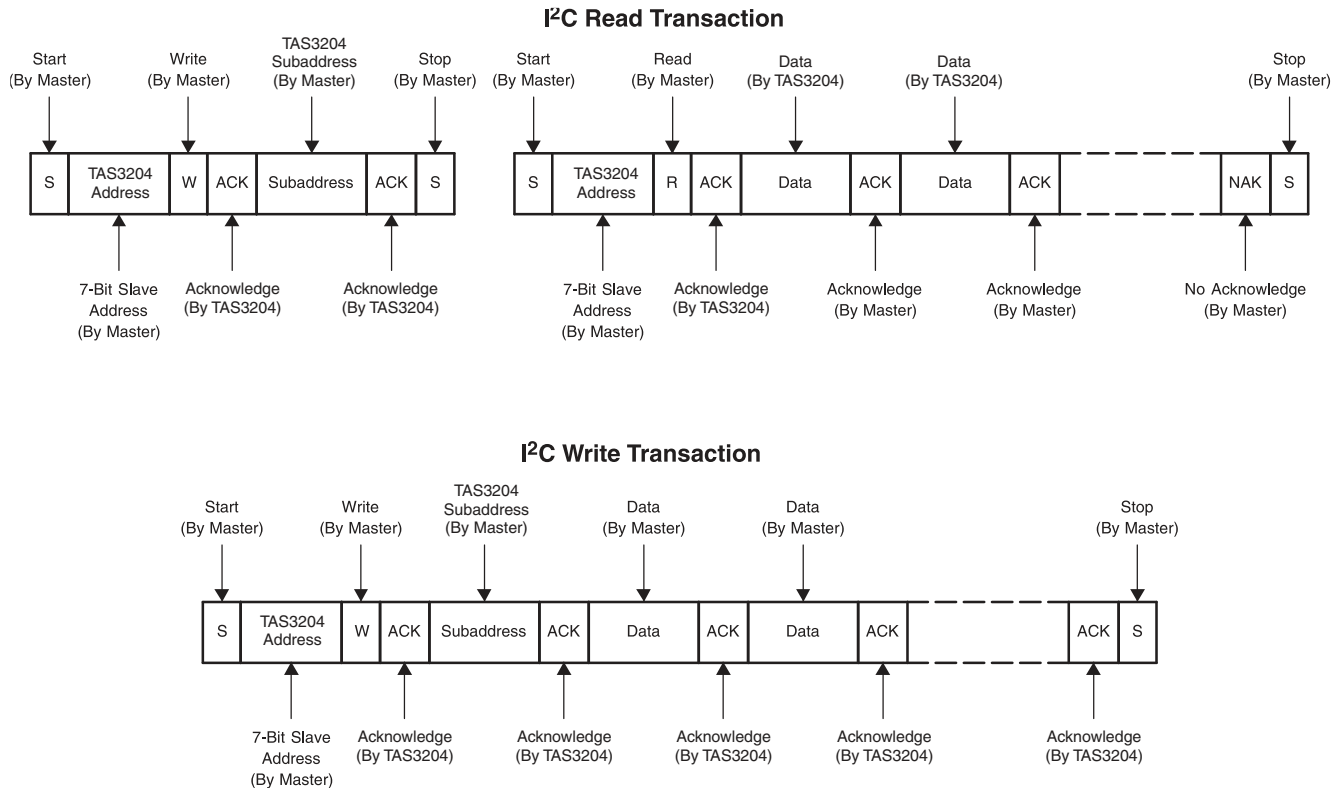 I²C Read Transaction
Start
(By Master)
Write
(By Master)
TAS3204
Subaddress
(By Master)
Stop
(By Master)
Start
(By Master)
Read
(By Master)
Data
(By TAS3204)
Data
(By TAS3204)
Stop
(By Master)
S
TAS3204
Address
W
ACK
Subaddress
ACK
S
S
TAS3204
Address
R
ACK
Data
ACK
Data
ACK
NAK
S
7-Bit Slave
Address
(By Master)
Acknowledge
(By TAS3204)
Acknowledge
(By TAS3204)
7-Bit Slave
Address
(By Master)
Acknowledge
(By TAS3204)
Acknowledge
(By Master)
Acknowledge
(By Master)
No Acknowledge
(By Master)
I²C Write Transaction
Start
(By Master)
Write
(By Master)
TAS3204
Subaddress
(By Master)
Data
(By Master)
Data
(By Master)
Stop
(By Master)
S
TAS3204
Address
W
ACK
Subaddress
ACK
Data
ACK
Data
ACK
ACK
S
7-Bit Slave
Address
(By Master)
Acknowledge
(By TAS3204)
Acknowledge
(By TAS3204)
Acknowledge
(By TAS3204)
Acknowledge
(By TAS3204)
Acknowledge
(By TAS3204)